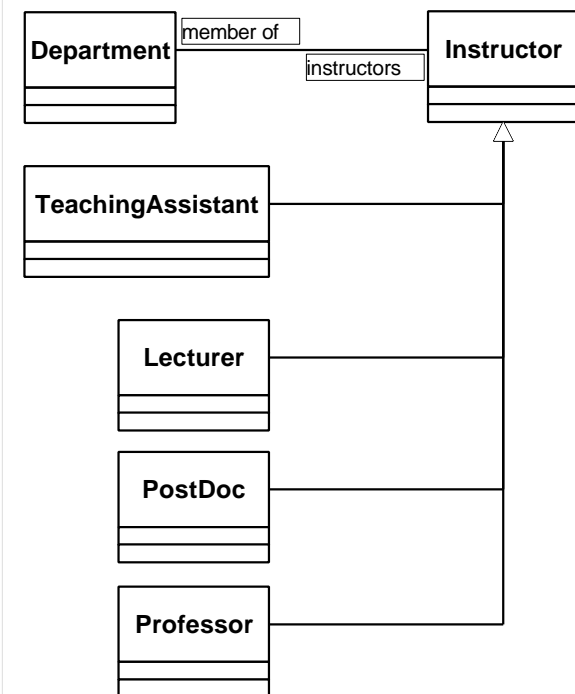 Department
member of
instructors
Instructor
TeachingAssistant
Lecturer
PostDoc
Professor